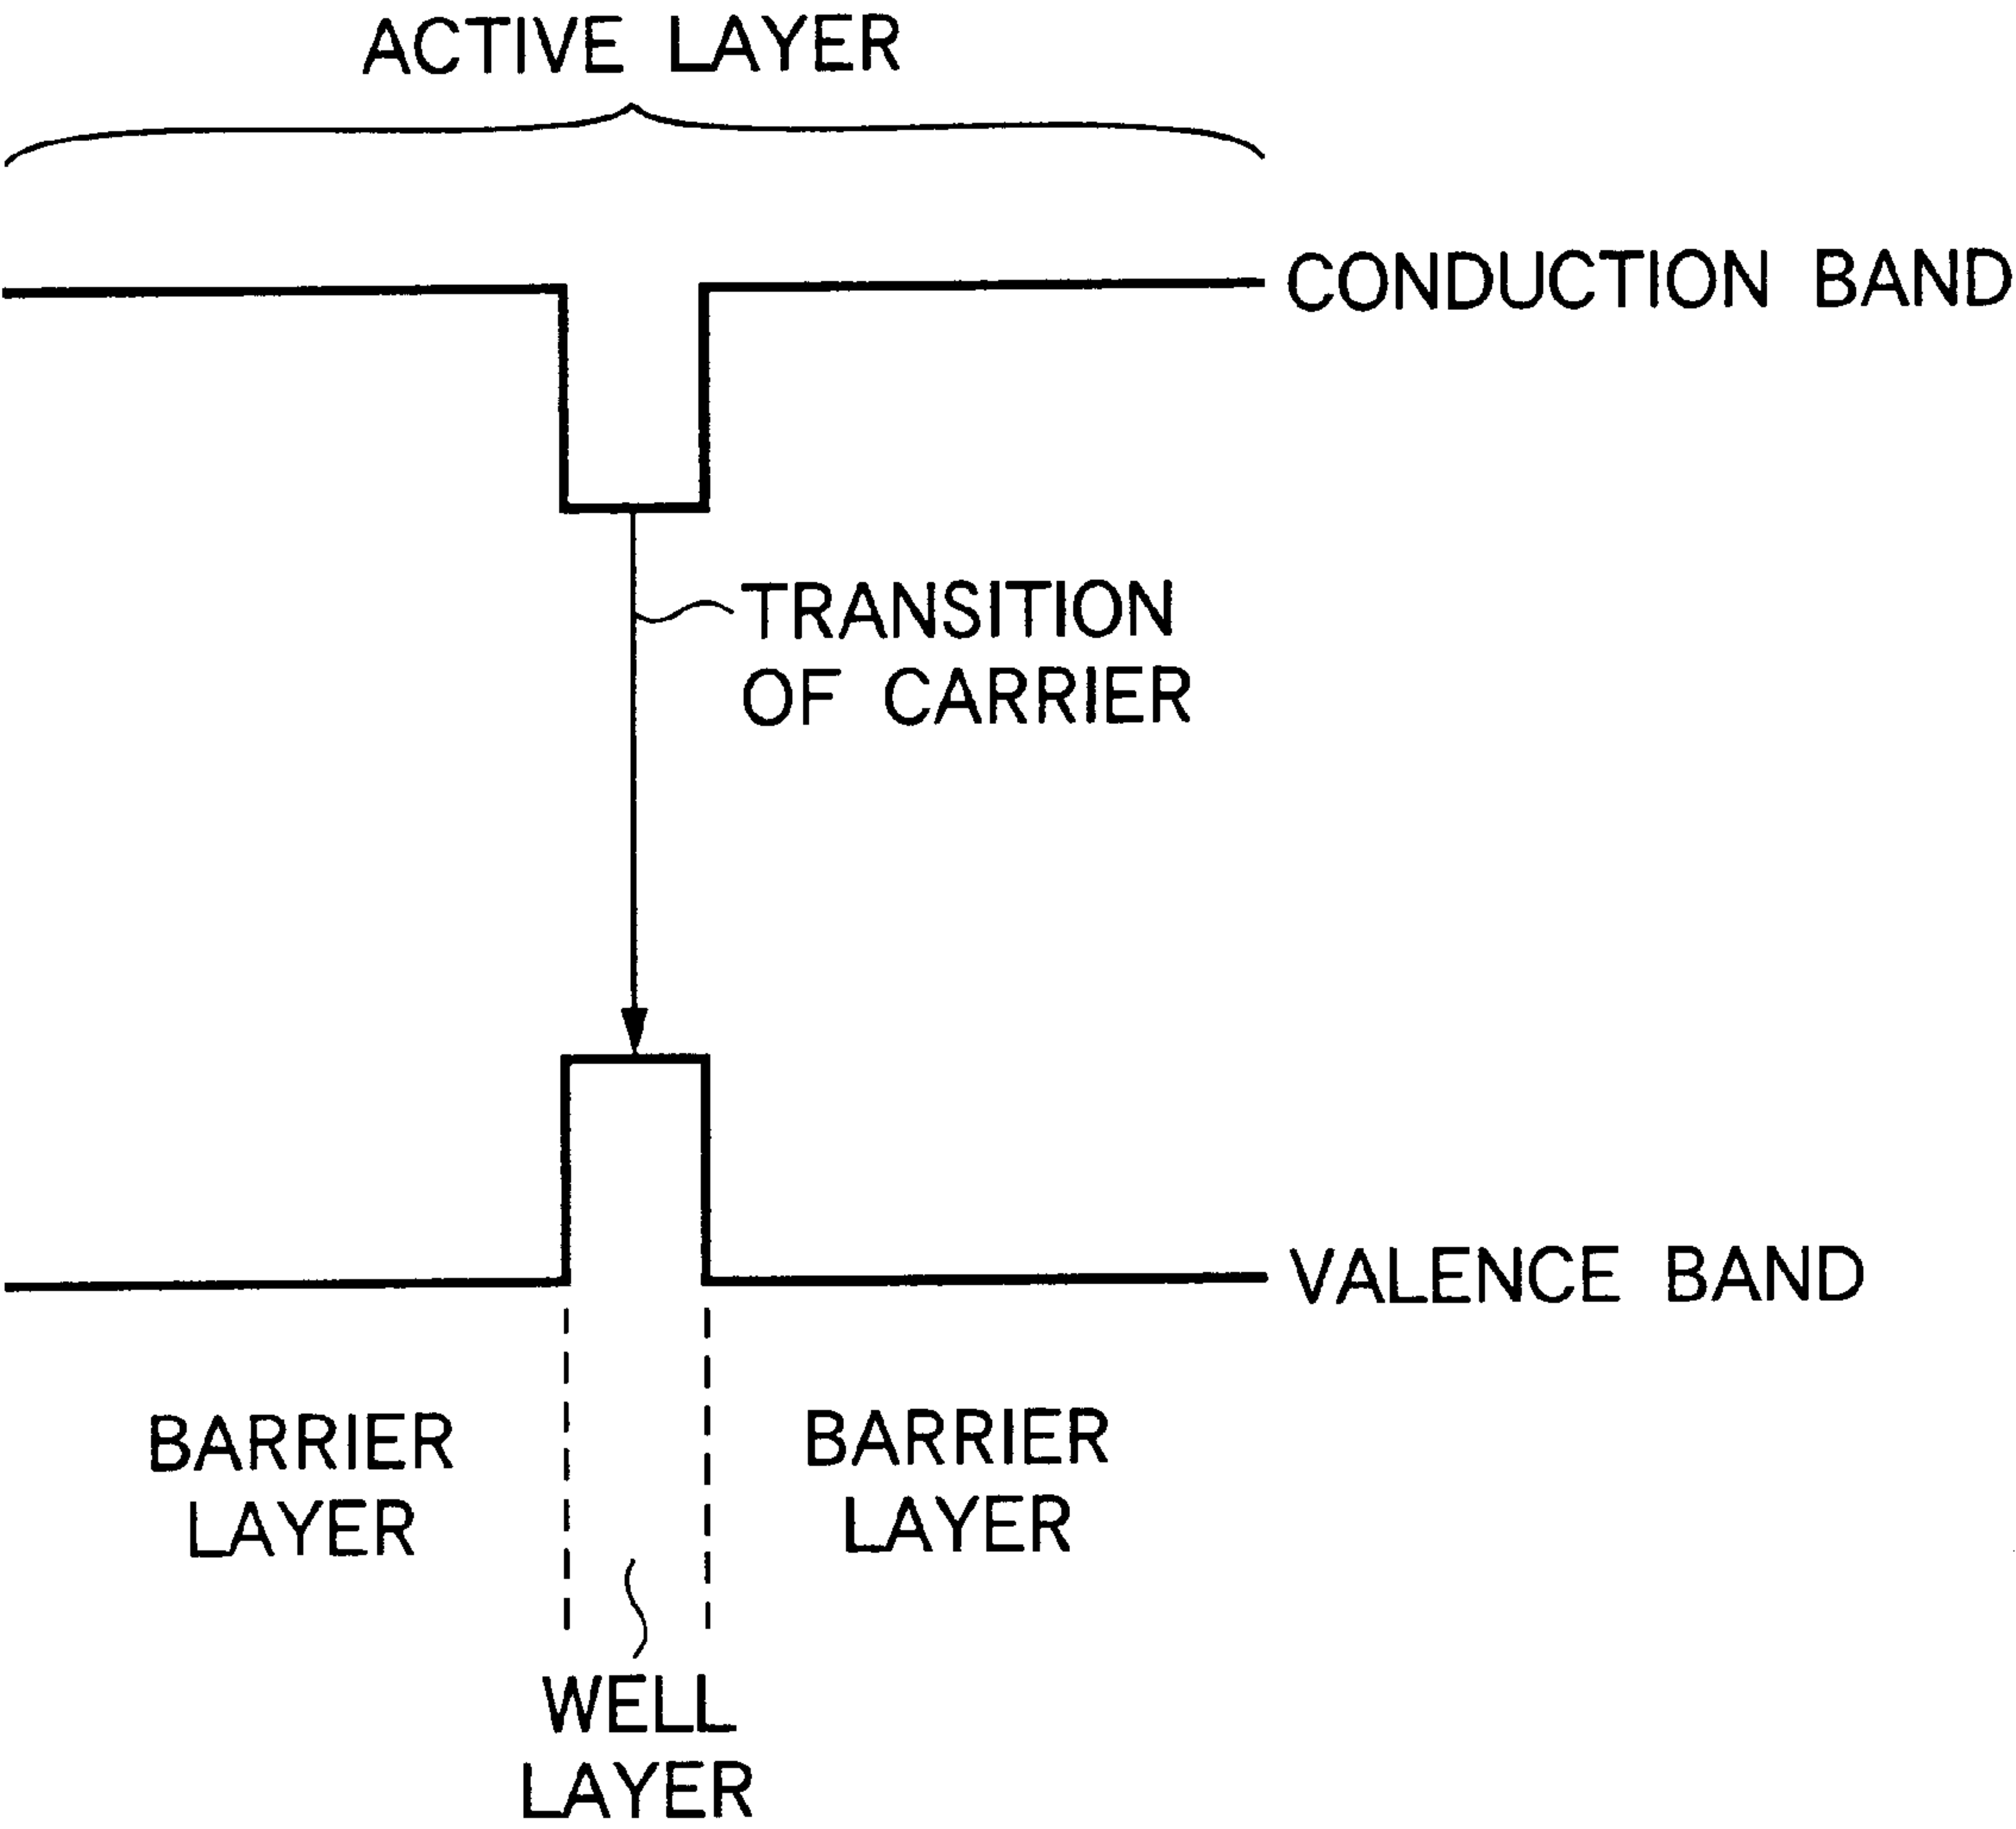 ACTIVE LAYER
CONDUCTION BAND
TRANSITION
OF CARRIER
VALENCE BAND
BARRIER
LAYER
BARRIER
LAYER
WELL
LAYER